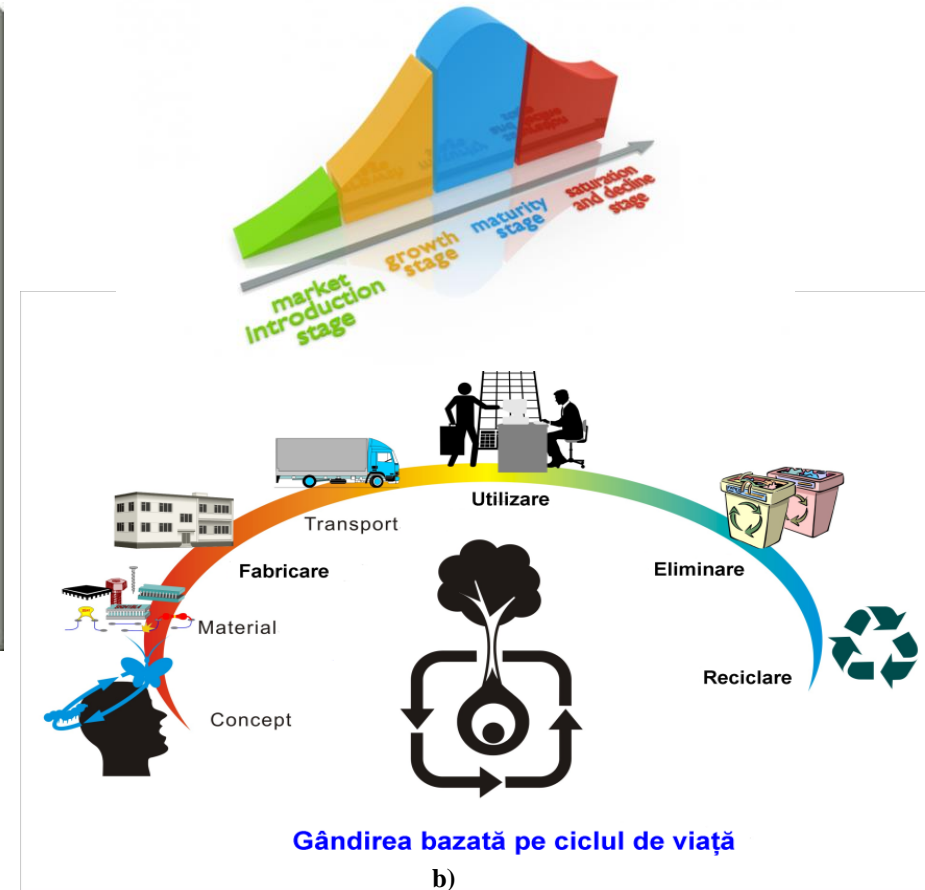 market
introduction
stage
growth
stage
maturity
stage
saturation
and decline
stage
Utilizare
Transport
Fabricare
Eliminare
Material
Reciclare
Concept
Gândirea bazată pe ciclul de viață
b)